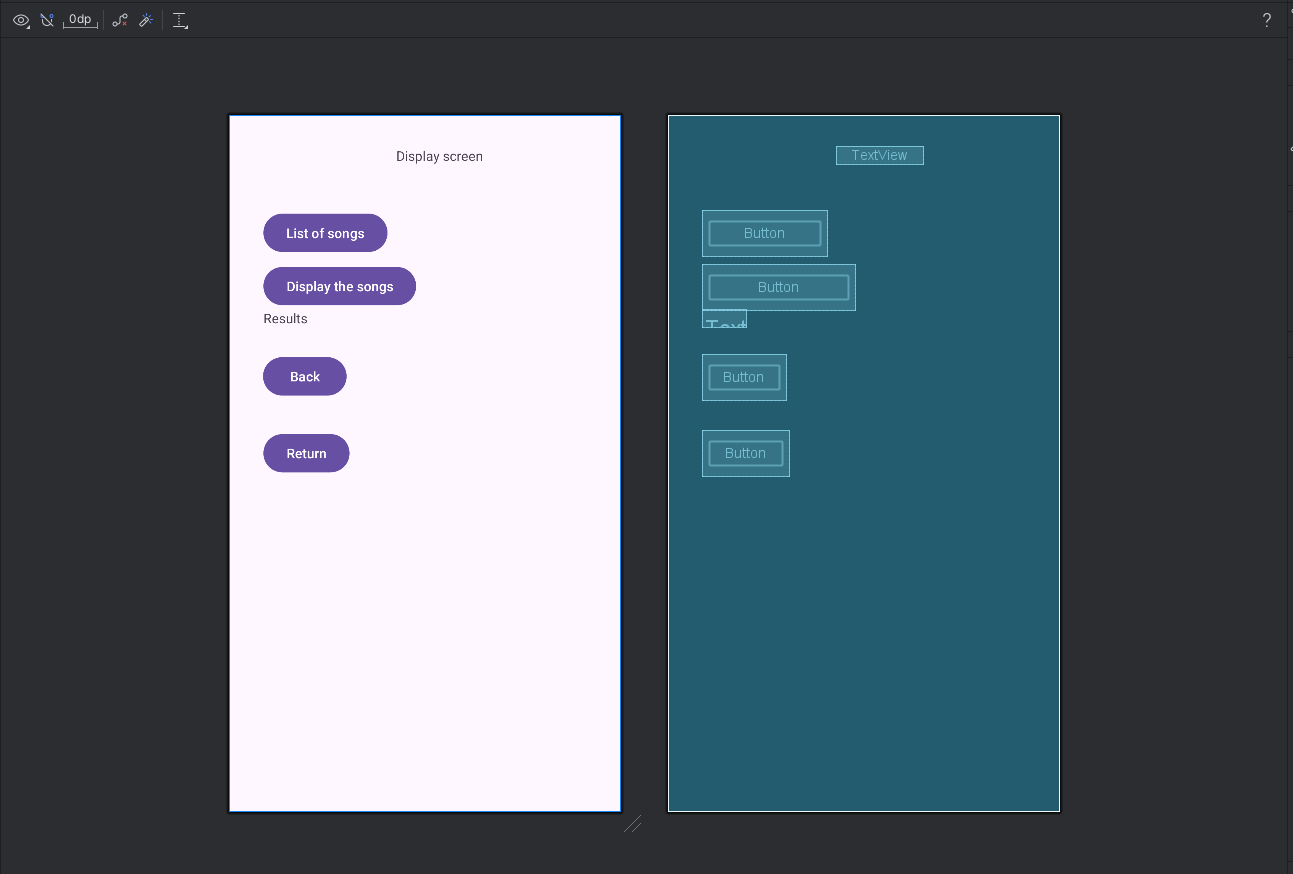 0dp
?
Display screen
List of songs
Display the songs
Results
Back
Return
TextView
Button
Button
Text
Button
Button